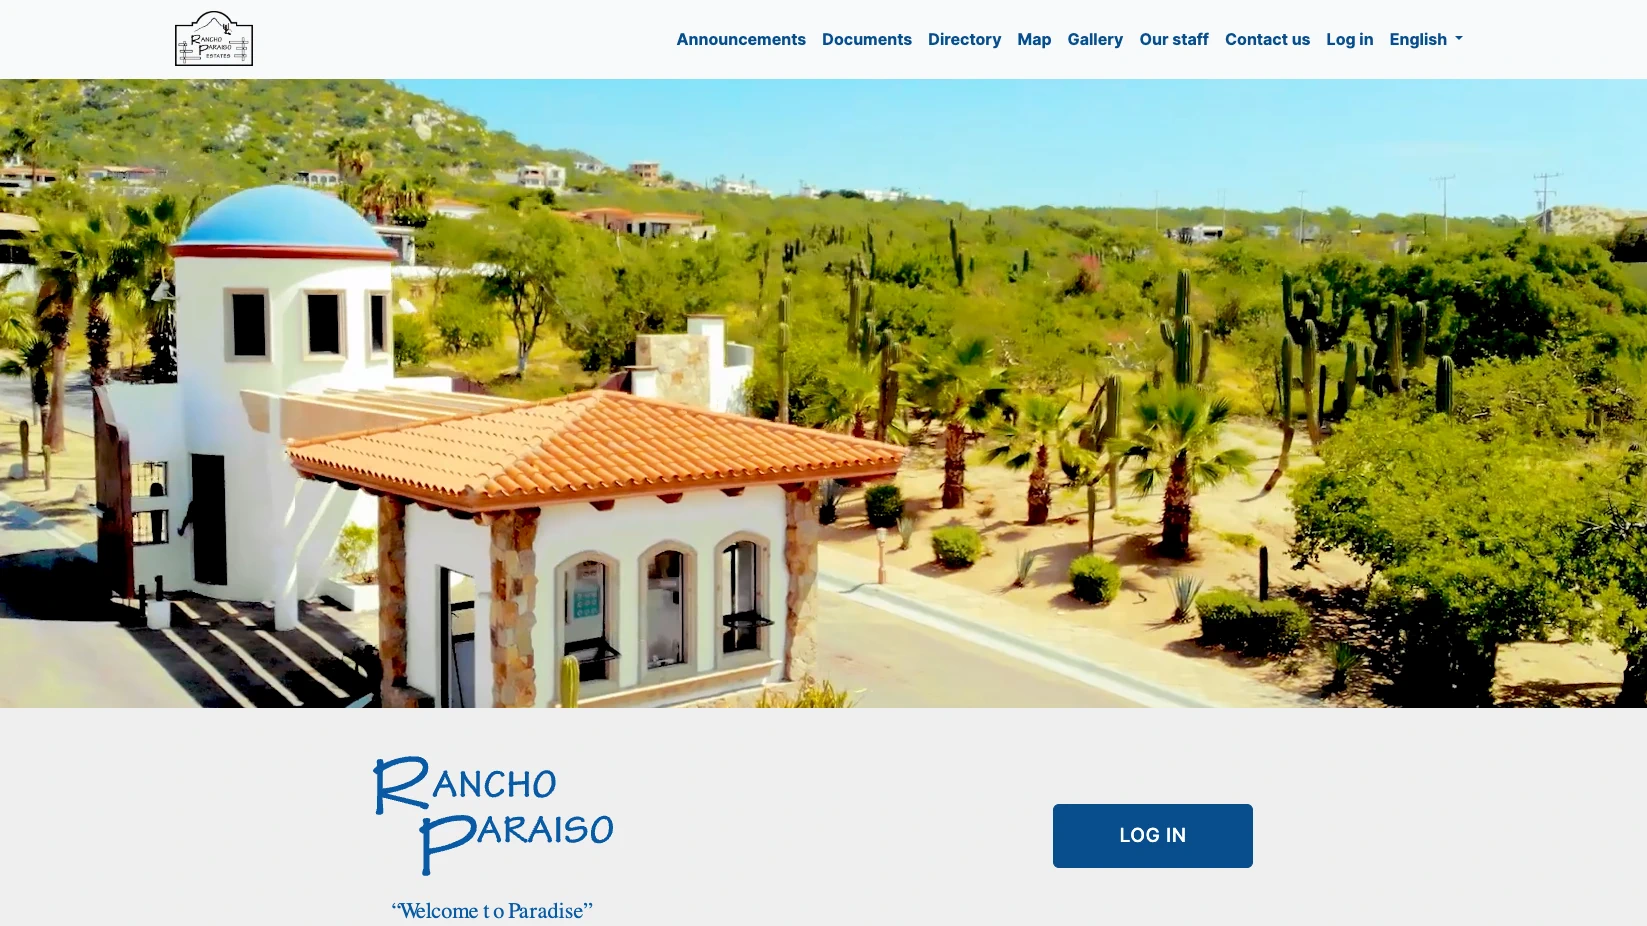 RANCHO
PARAISO
ESTATES
Announcements Documents Directory Map Gallery Our staff Contact us Log in English
RANCHO
PARAISO
LOG IN
“Welcome t o Paradise”